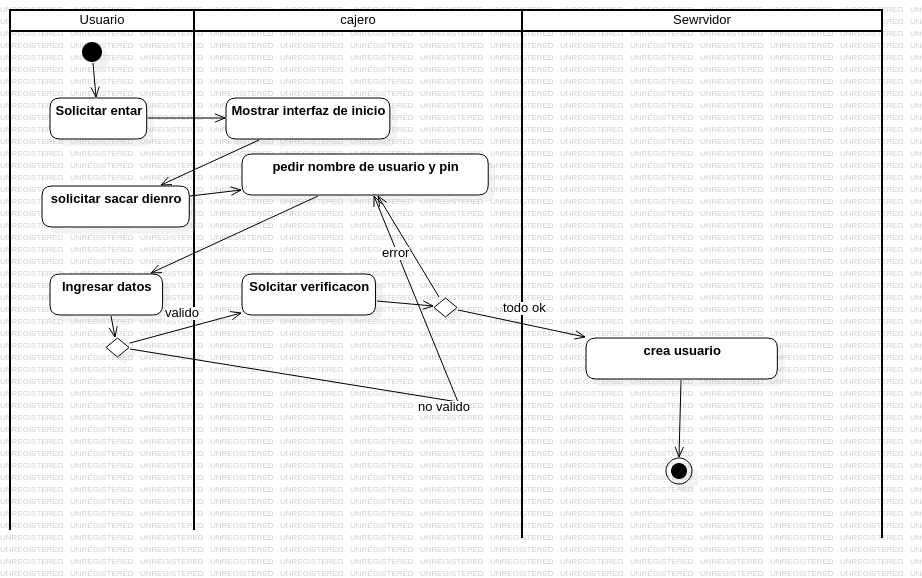 Usuario
cajero
Sewrvidor
Solicitar entar
Mostrar interfaz de inicio
pedir nombre de usuario y pin
solicitar sacar dienro
error
Ingresar datos
Solcitar verificacon
valido
todo ok
crea usuario
no valido
UNREGISTERED